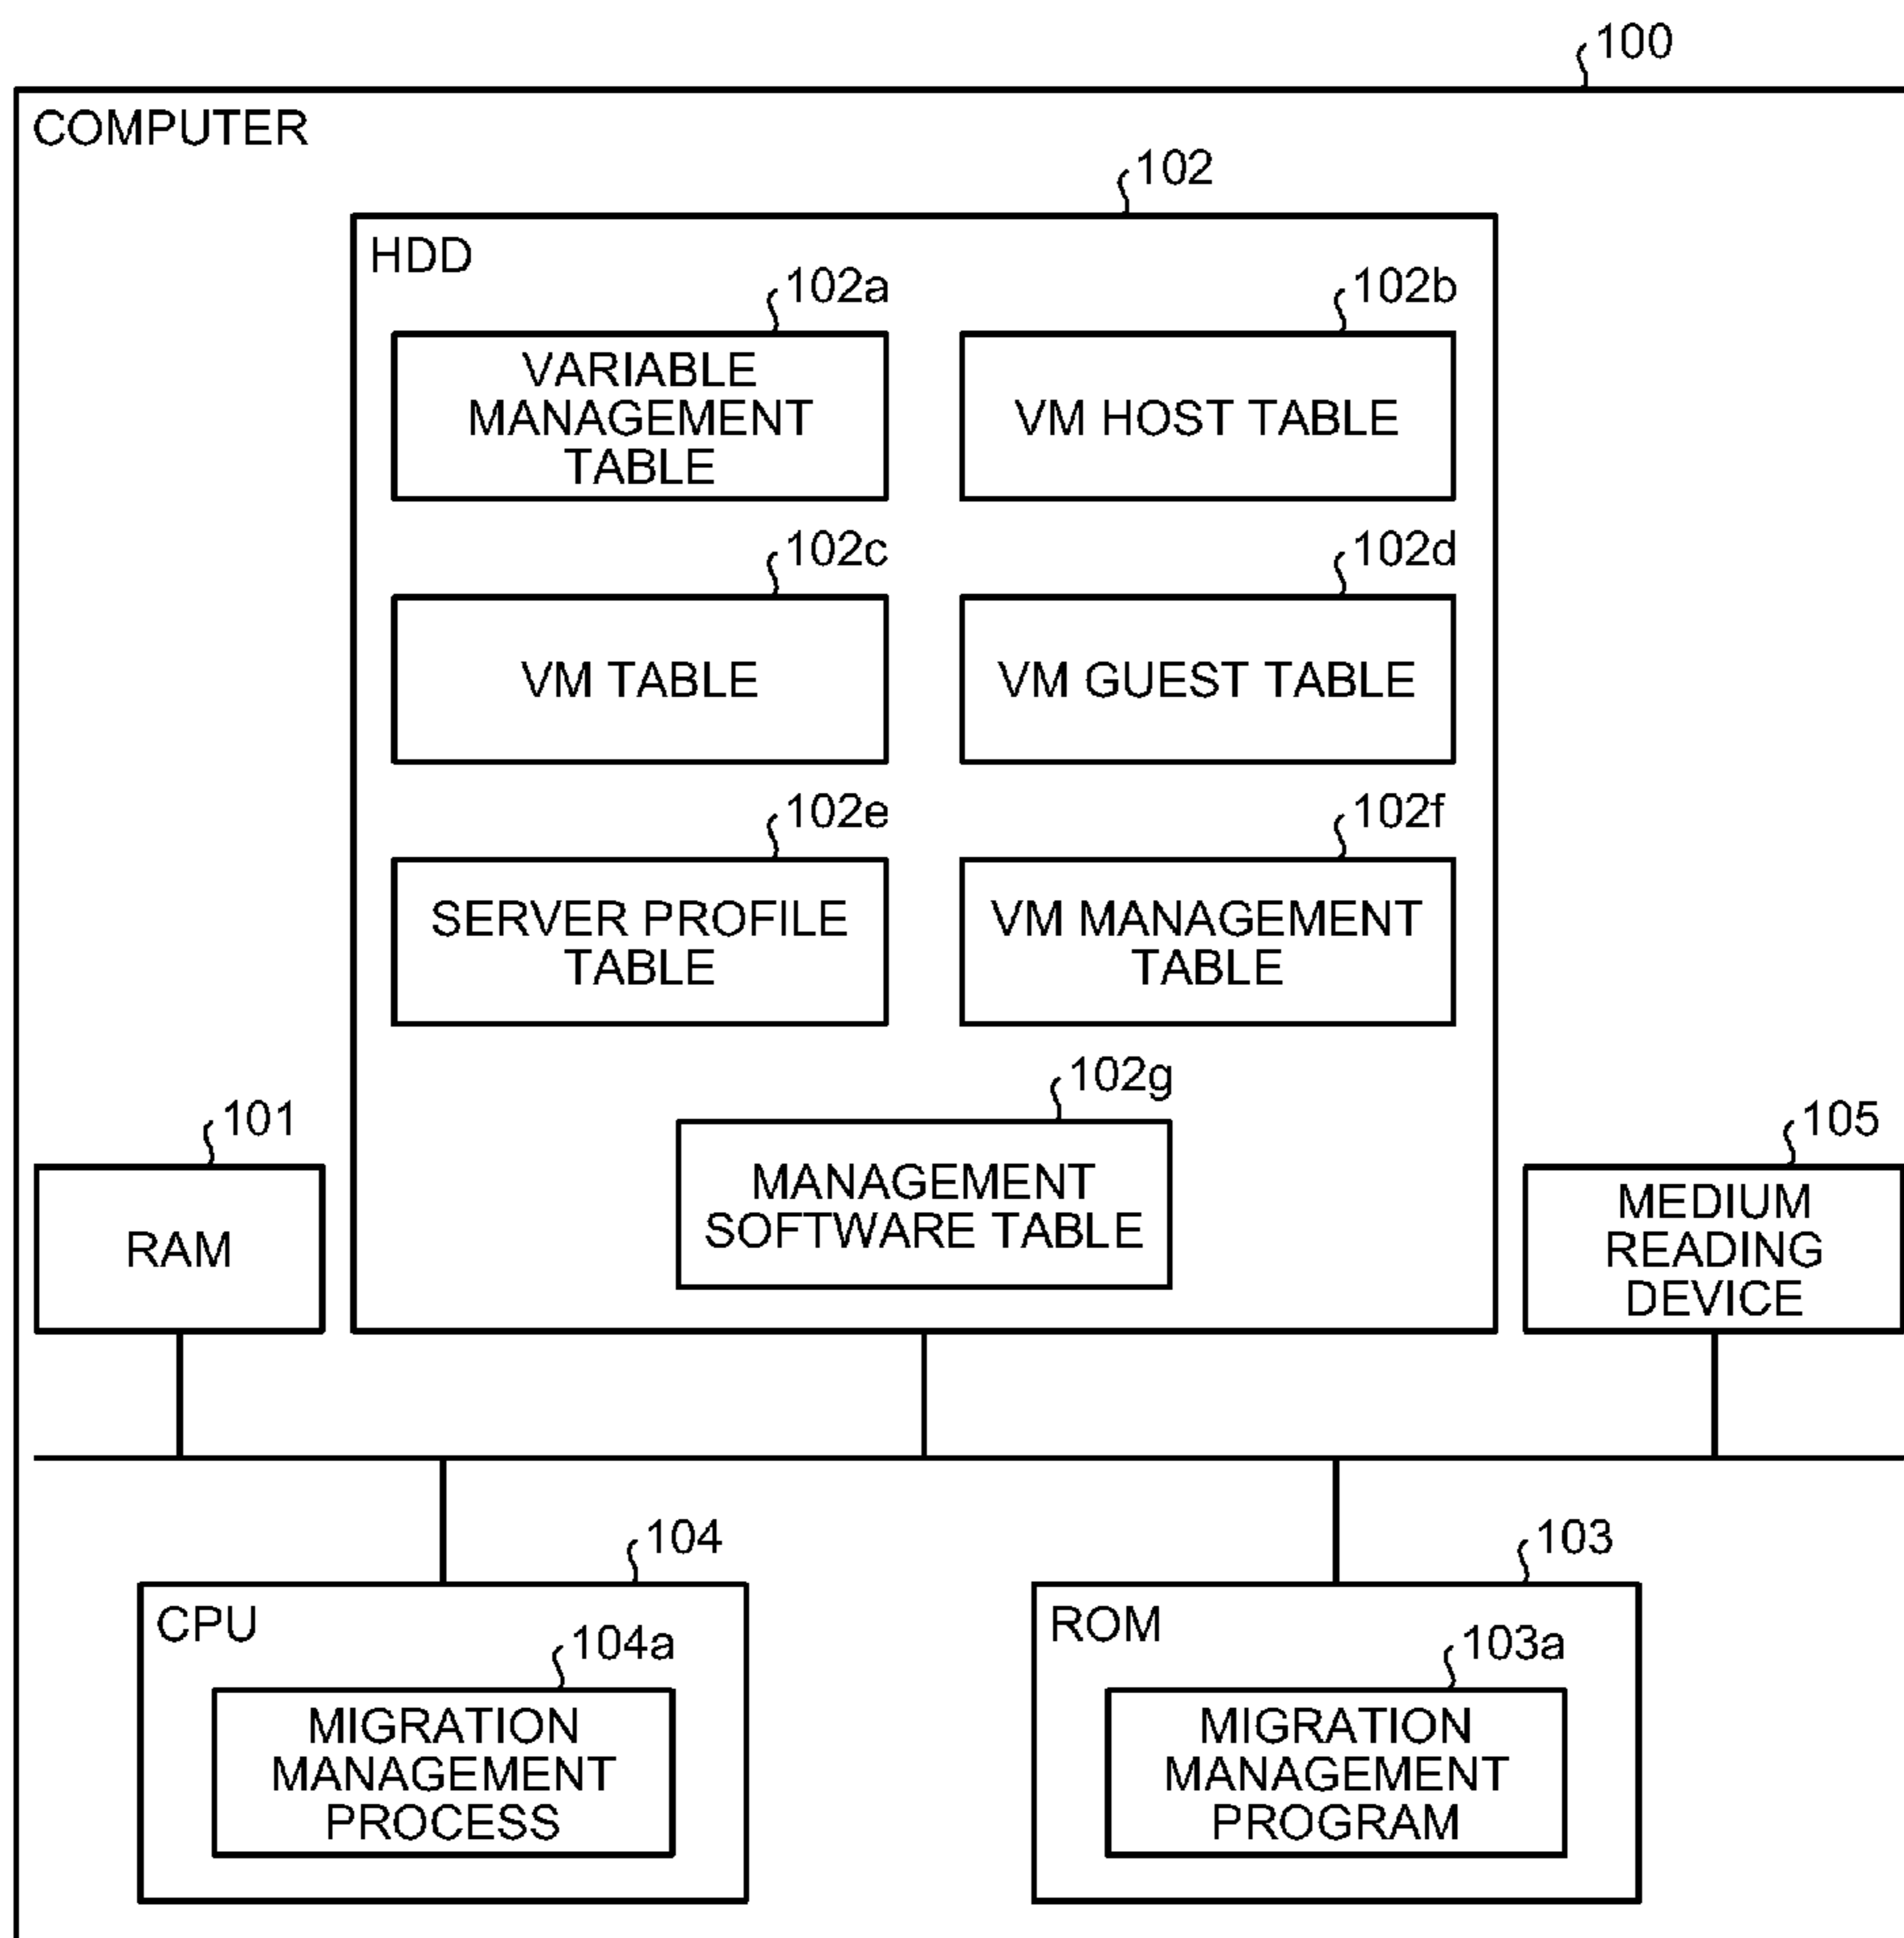 100
COMPUTER
102
HDD
102a
102b
VARIABLE
MANAGEMENT
TABLE
VM HOST TABLE
102c
102d
VM TABLE
VM GUEST TABLE
102e
102f
SERVER PROFILE
TABLE
VM MANAGEMENT
TABLE
102g
MANAGEMENT
SOFTWARE TABLE
101
RAM
105
MEDIUM
READING
DEVICE
104
CPU
104a
MIGRATION
MANAGEMENT
PROCESS
103
ROM
103a
MIGRATION
MANAGEMENT
PROGRAM